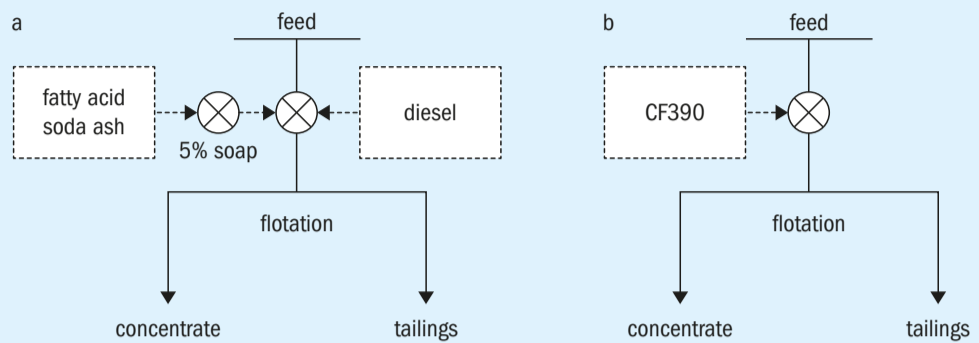 a
feed
fatty acid
soda ash
5% soap
diesel
flotation
concentrate
tailings
b
feed
CF390
flotation
concentrate
tailings